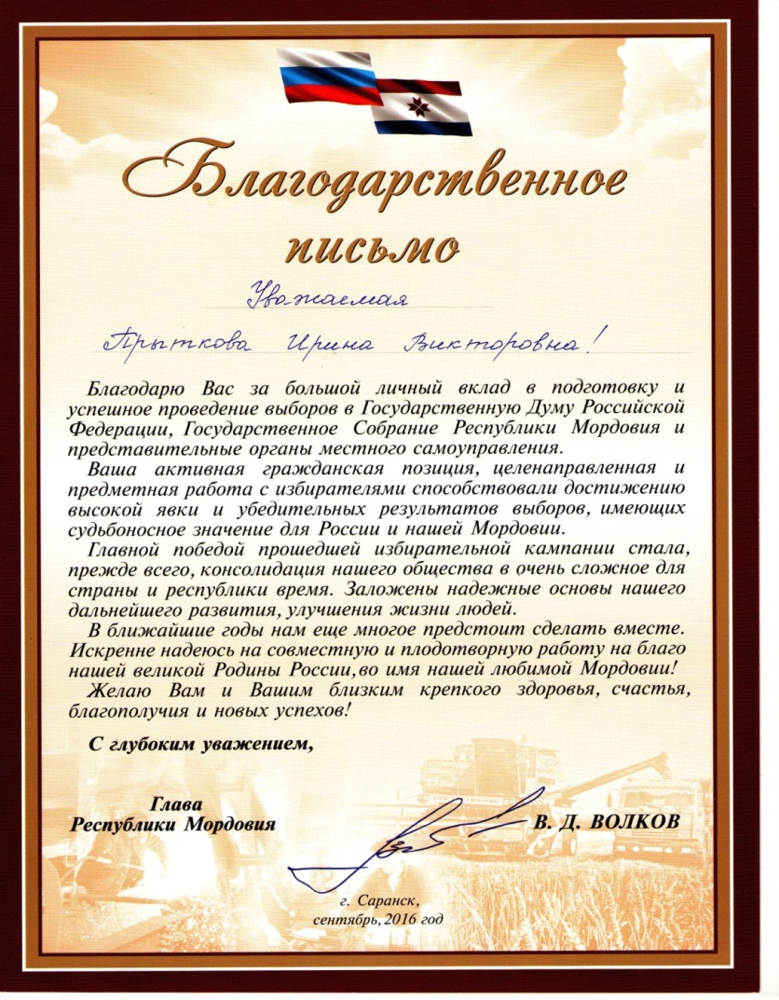 Благодарственное
письмо
Уважаемая
Прыткова Ирина Викторовна!
Благодарю Вас за большой личный вклад в подготовку и
успешное проведение выборов в Государственную Думу Российской
Федерации, Государственное Собрание Республики Мордовия и
представительные органы местного самоуправления.
Ваша активная гражданская позиция, целенаправленная и
предметная работа с избирателями способствовали достижению
высокой явки и убедительных результатов выборов, имеющих
судьбоносное значение для России и нашей Мордовии.
Главной победой прошедшей избирательной кампании стала,
прежде всего, консолидация нашего общества в очень сложное для
страны и республики время. Заложены надежные основы нашего
дальнейшего развития, улучшения жизни людей.
В ближайшие годы нам еще многое предстоит сделать вместе.
Искренне надеюсь на совместную и плодотворную работу на благо
нашей великой Родины России, во имя нашей любимой Мордовии!
Желаю Вам и Вашим близким крепкого здоровья, счастья,
благополучия и новых успехов!
С глубоким уважением,
Глава
Республики Мордовия
В. Д. ВОЛКОВ
г. Саранск,
сентябрь, 2016 год